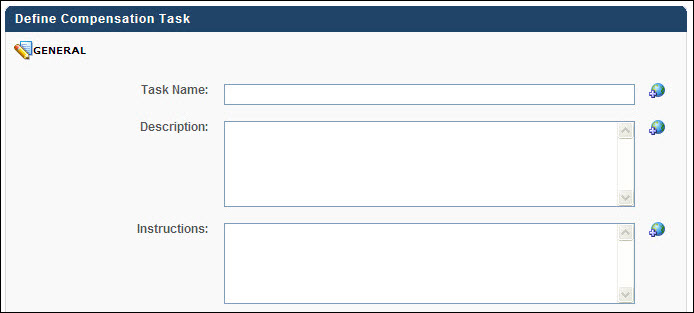 Define Compensation Task
GENERAL
Task Name:
Description:
Instructions: